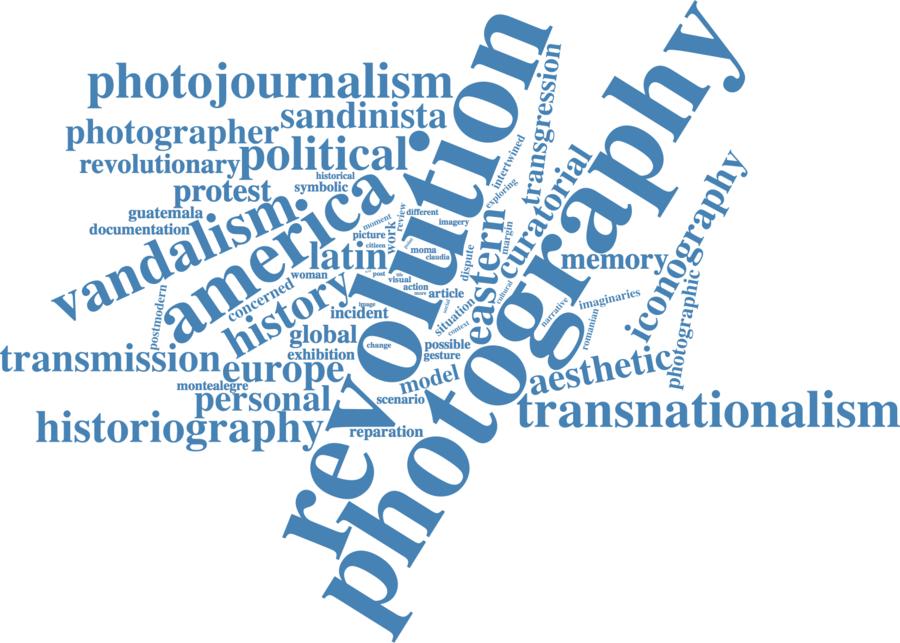 photography
revolution
photojournalism
sandinista
photographer
political
revolutionary
historical
symbolic
protest
guatemala
documentation
vandalism
america
latin
postmodern
concerned
woman
history
incident
image
global
exhibition
change
transmission
europe
montealegre
personal
historiography
reparation
scenario
model
gesture
possible
context
situation
article
action
visual
post
citizen
picture
moment
work
review
different
imagery
moma
claudia
dispute
eastern
margin
exploring
intertwined
transgression
curatorial
cultural
social
memory
narrative
imaginaries
romanian
iconography
photographic
aesthetic
transnationalism